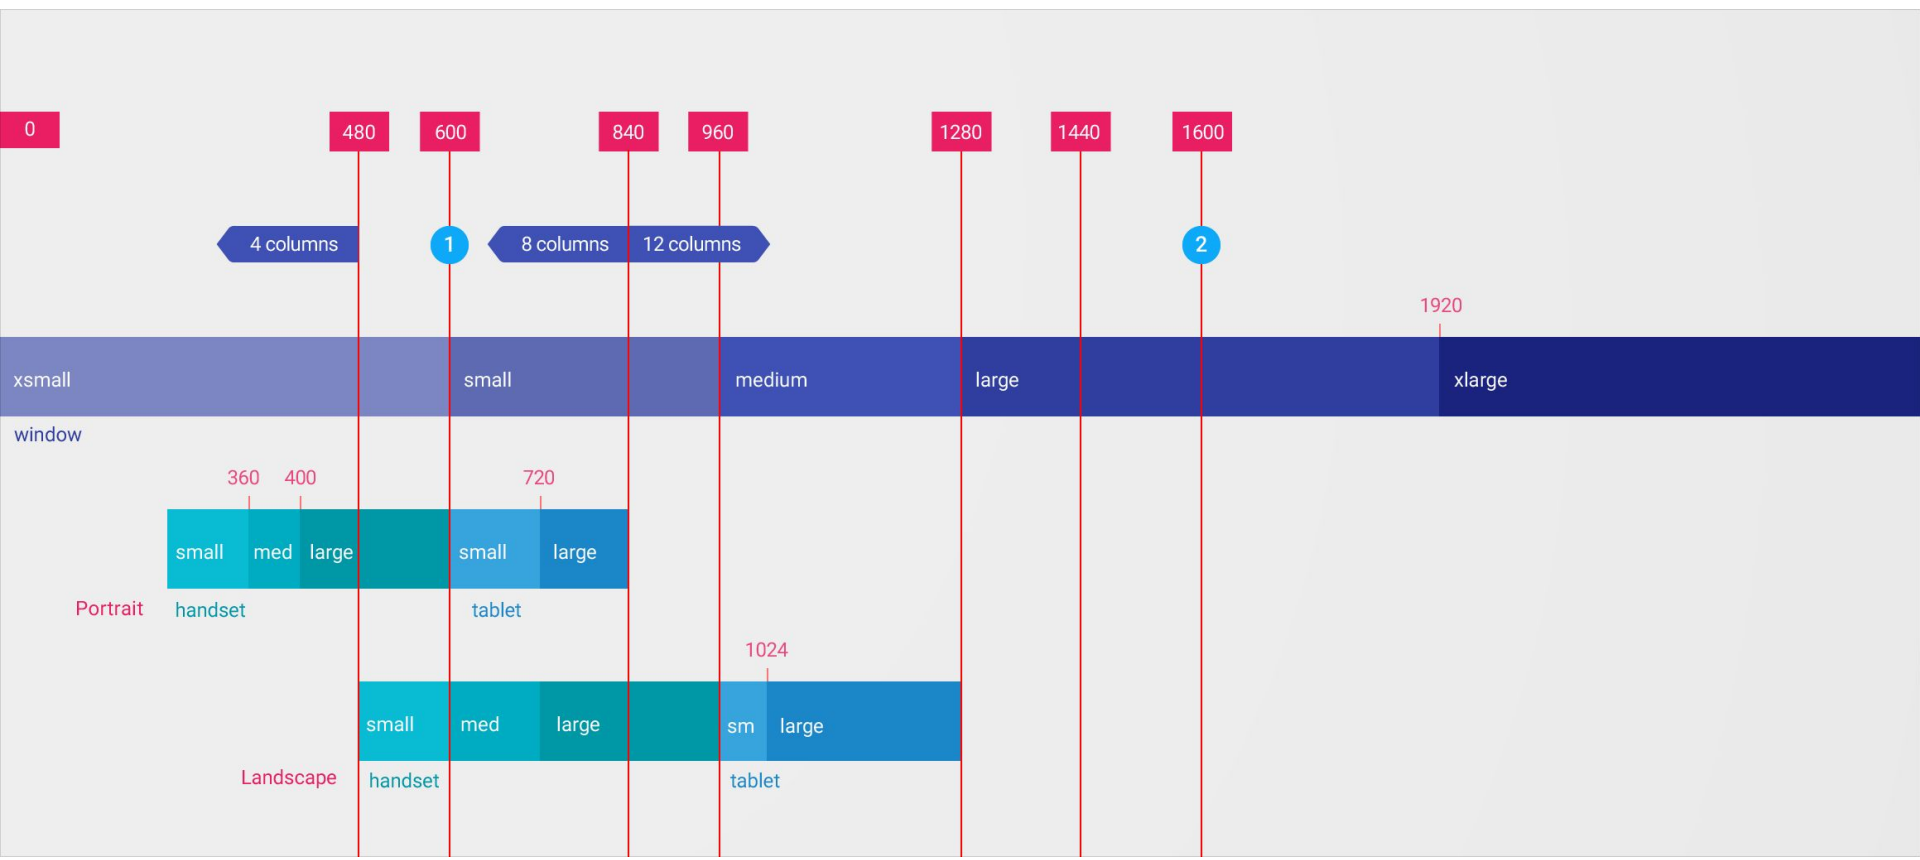 0
480 600 840 960 1280 1440 1600
4 columns 1 8 columns 12 columns 2
1920
xsmall small medium large xlarge
window
360 400 720
small med large small large
Portrait handset tablet
1024
small med large sm large
Landscape handset tablet